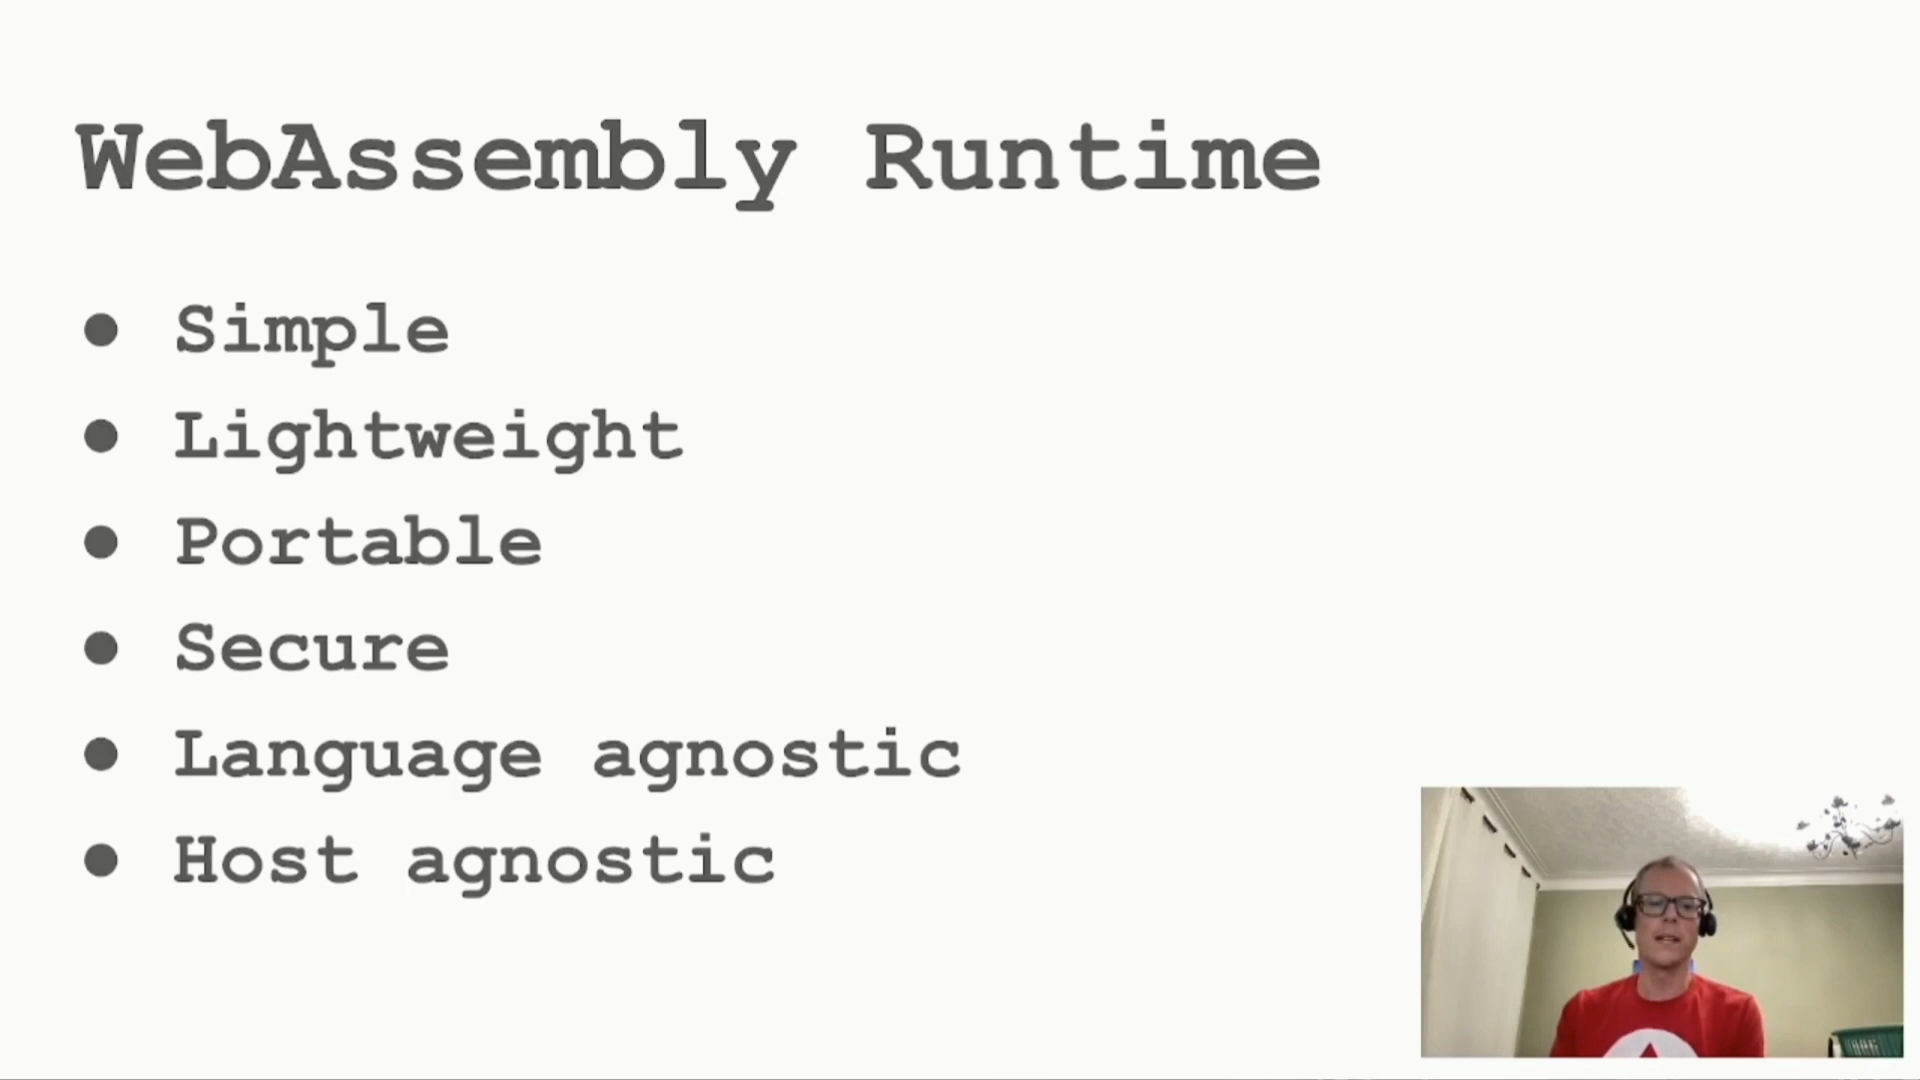 WebAssembly Runtime
● Simple
● Lightweight
● Portable
● Secure
● Language agnostic
● Host agnostic